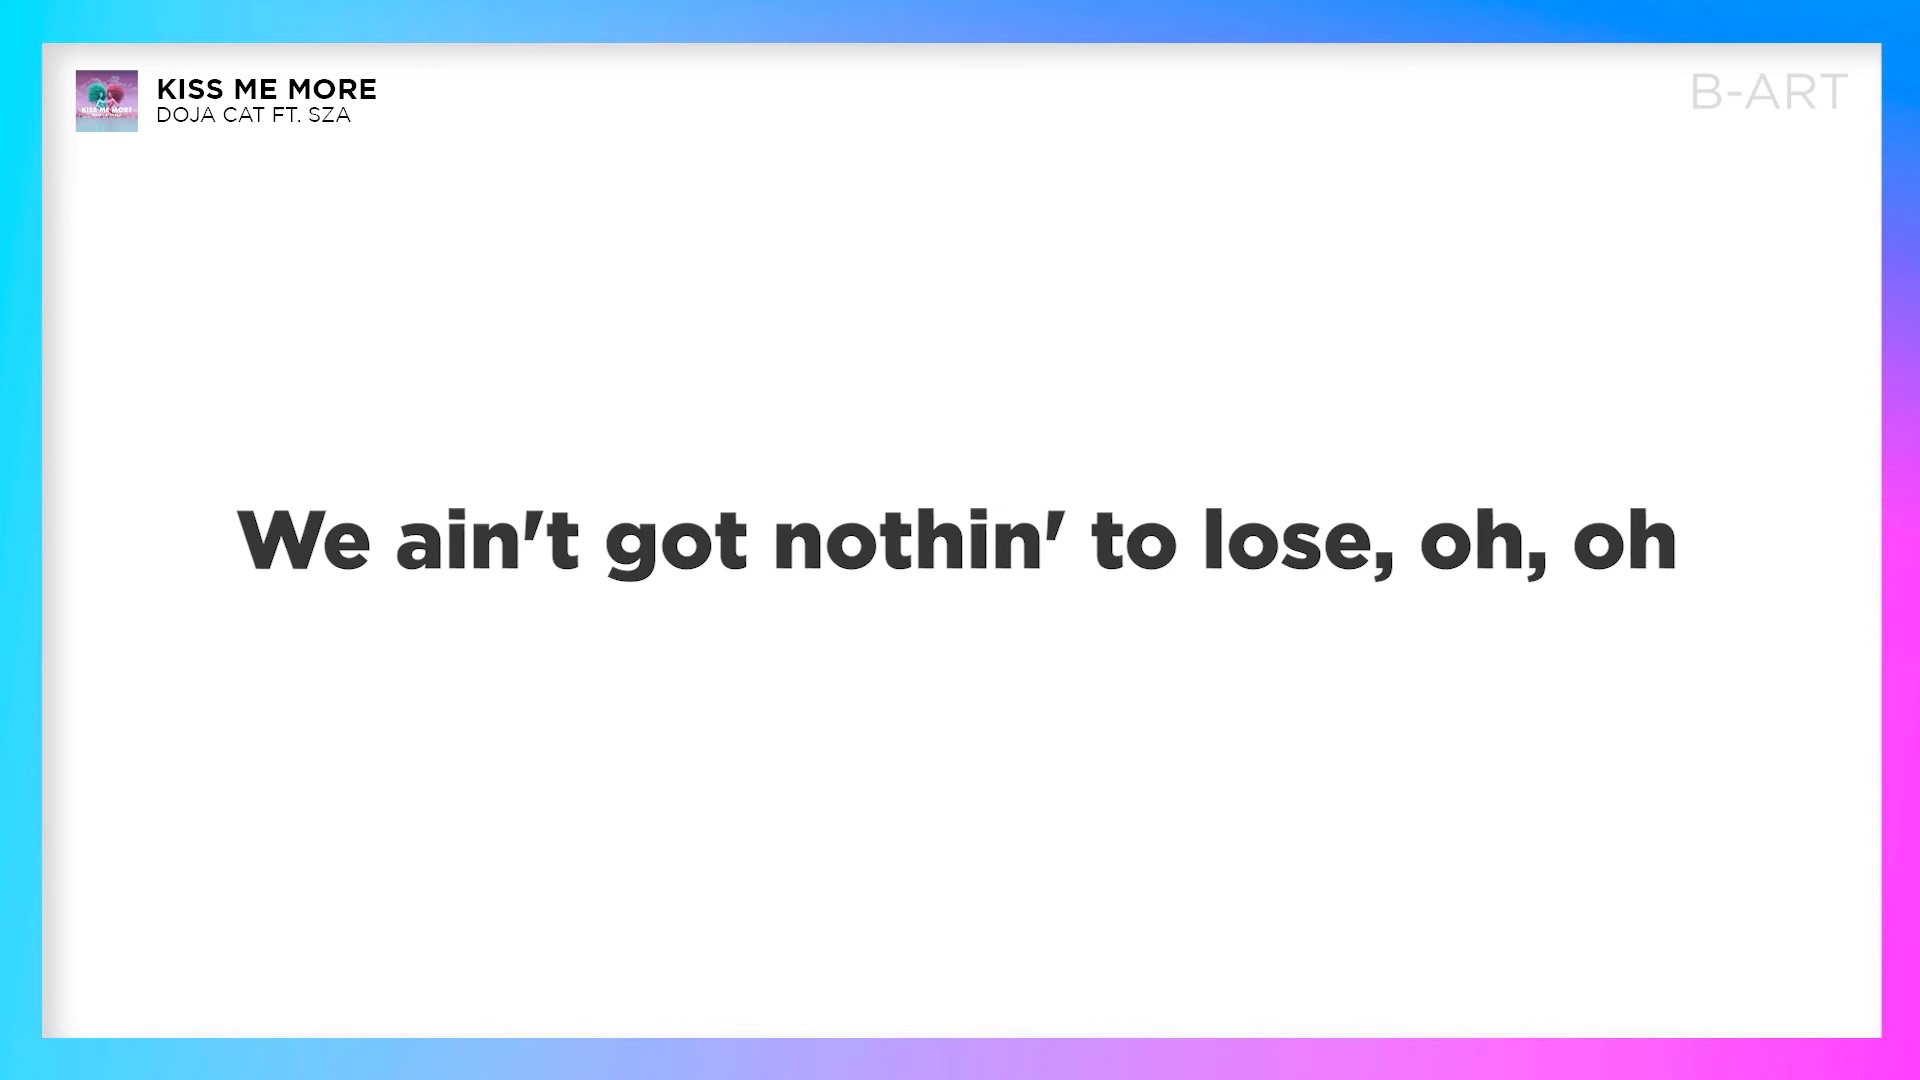 KISS ME MORE
DOJA CAT FT. SZA
B-ART
We ain't got nothin' to lose, oh, oh